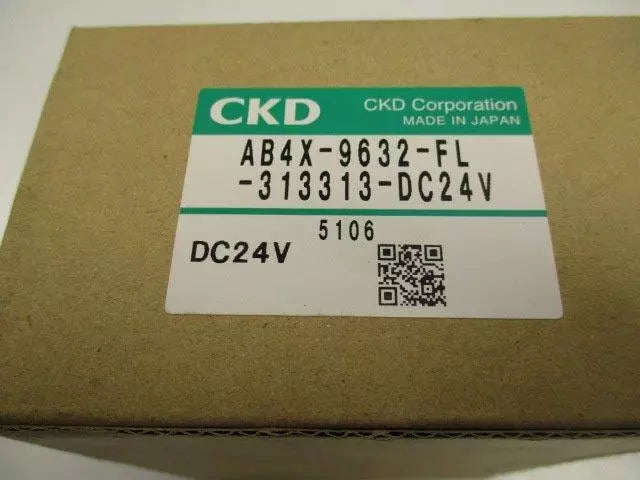 CKD
CKD Corporation
MADE IN JAPAN
AB4X-9632-FL
-313313-DC24V
5106
DC24V